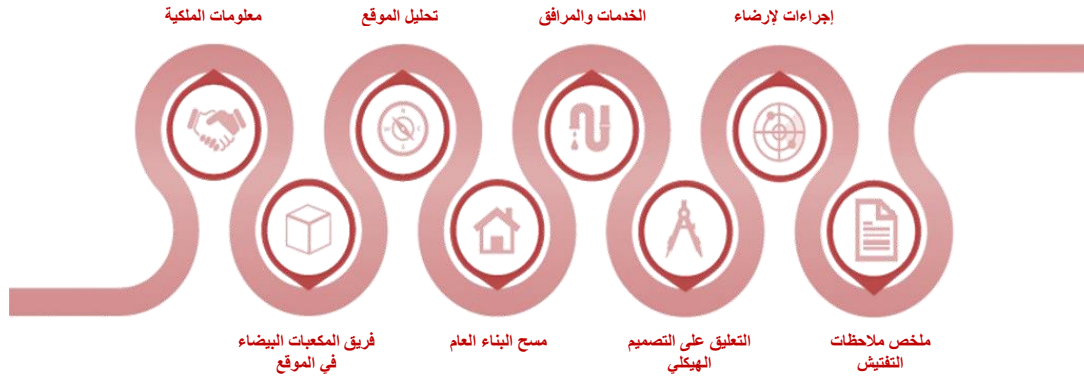 معلومات الملكية
تحليل الموقع
الخدمات والمرافق
إجراءات لإرضاء
فريق المكعبات البيضاء
في الموقع
مسح البناء العام
التعليق على التصميم
الهيكلي
ملخص ملاحظات
التفتيش